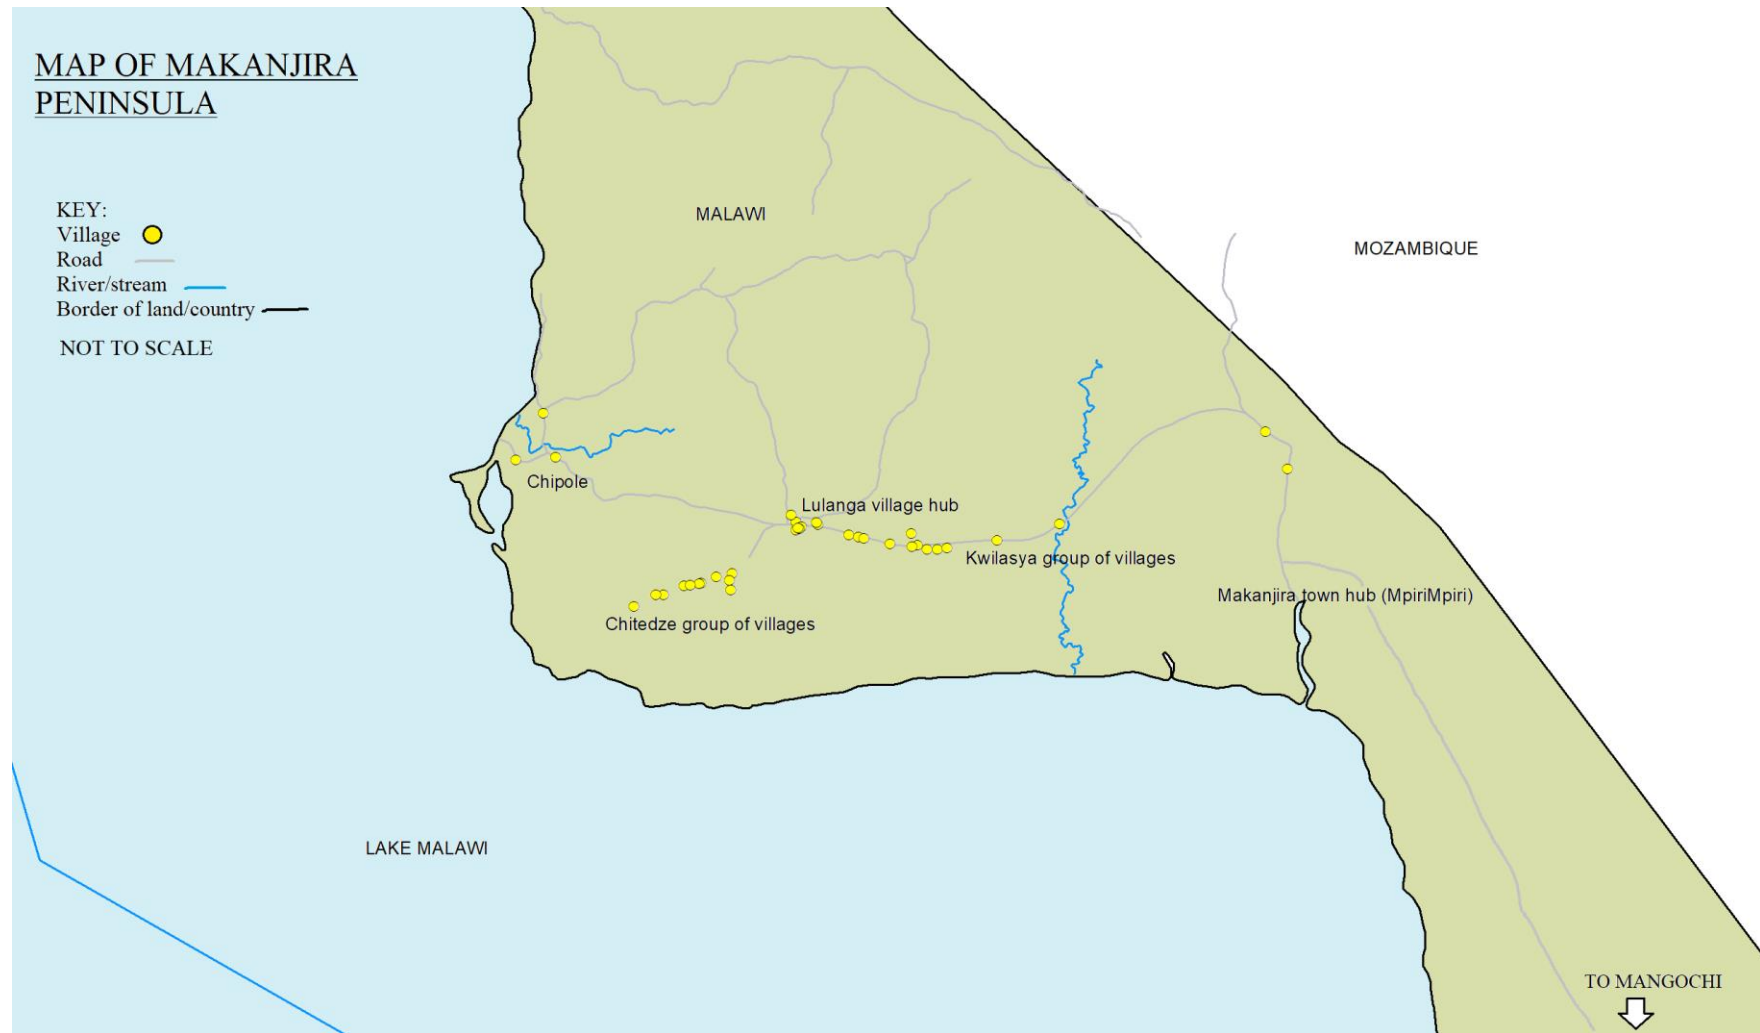 MAP OF MAKANJIRA
PENINSULA
KEY:
Village
Road
River/stream
Border of land/country
NOT TO SCALE
MALAWI
MOZAMBIQUE
Chipole
Lulanga village hub
Kwilasya group of villages
Makanjira town hub (MpiriMpiri)
Chitedze group of villages
LAKE MALAWI
TO MANGOCHI